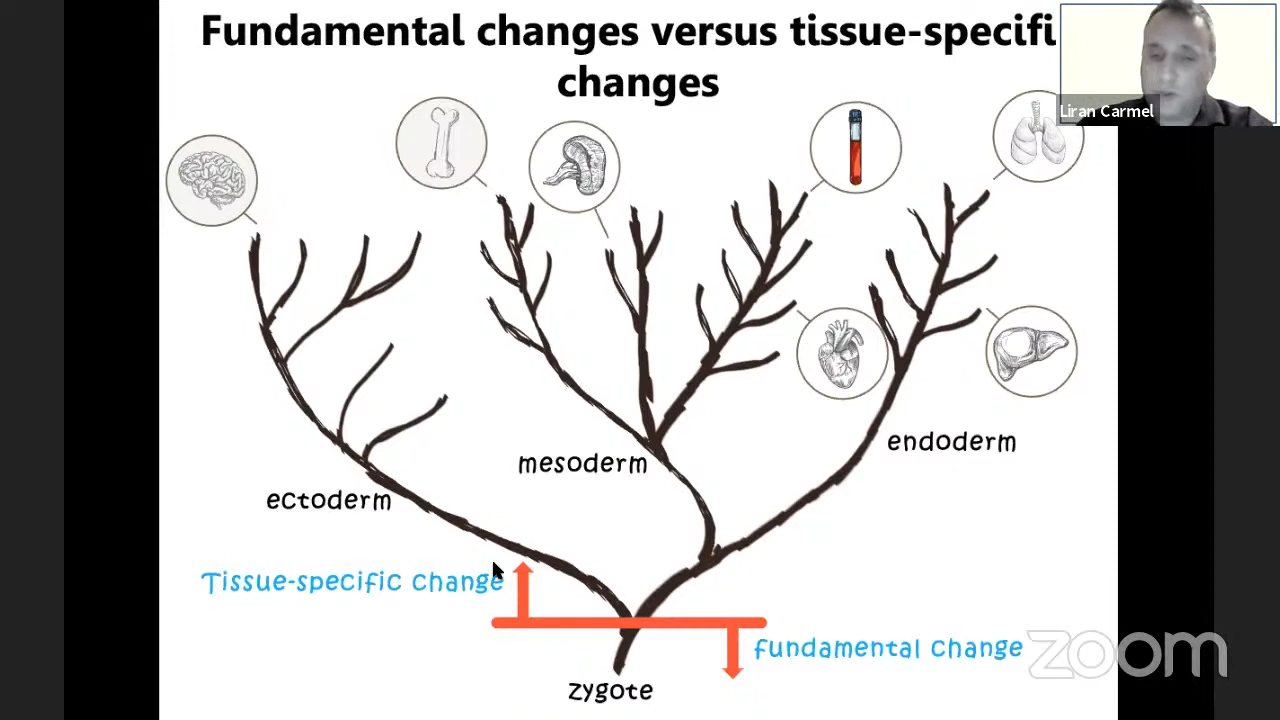 Fundamental changes versus tissue-specifi
changes
Liran Carmel
endoderm
mesoderm
ectoderm
Tissue-specific change
fundamental change
zoom
zygote